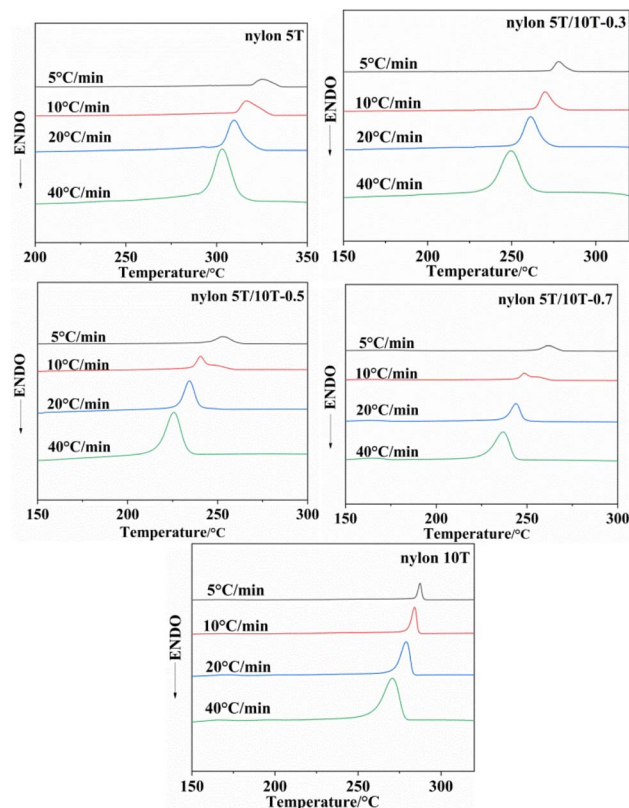 nylon 5T
5°C/min
10°C/min
20°C/min
40°C/min
ENDO
200 250 300 350
Temperature/°C
nylon 5T/10T-0.3
5°C/min
10°C/min
20°C/min
40°C/min
ENDO
150 200 250 300
Temperature/°C
nylon 5T/10T-0.5
5°C/min
10°C/min
20°C/min
40°C/min
ENDO
150 200 250 300
Temperature/°C
nylon 5T/10T-0.7
5°C/min
10°C/min
20°C/min
40°C/min
ENDO
150 200 250 300
Temperature/°C
nylon 10T
5°C/min
10°C/min
20°C/min
40°C/min
ENDO
150 200 250 300
Temperature/°C